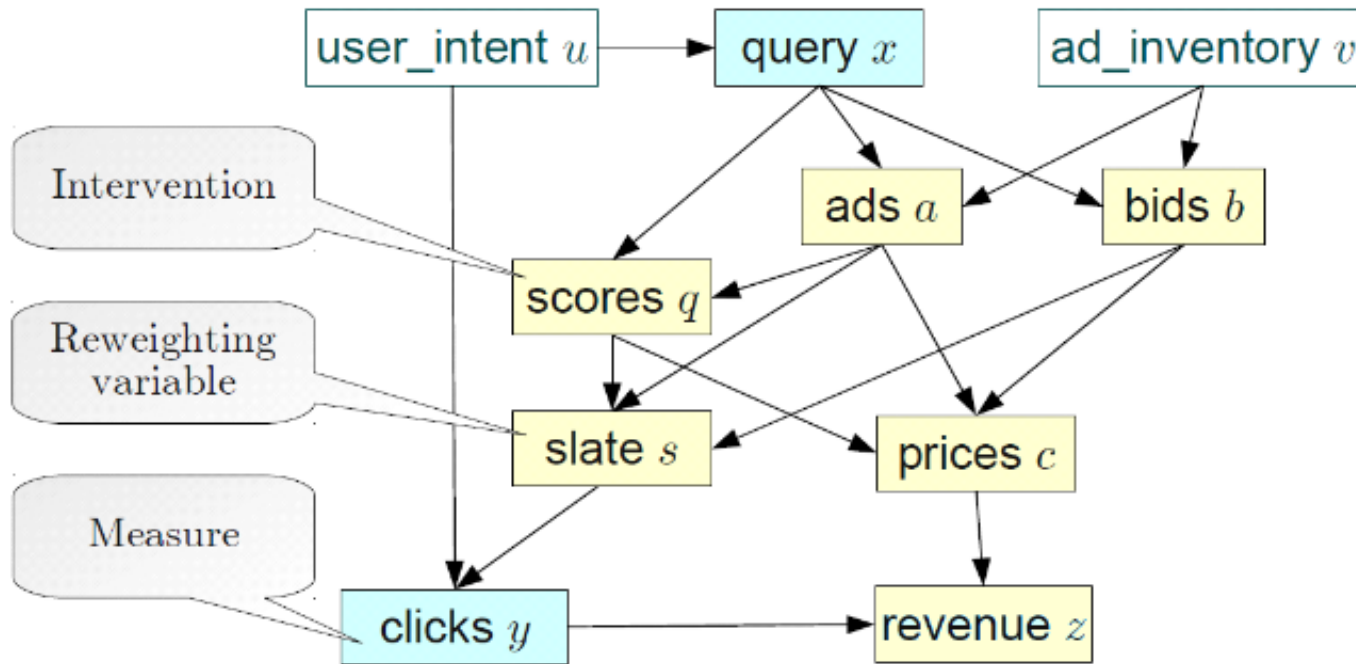 user_intent u
query x
ad_inventory v
Intervention
ads a
bids b
scores q
Reweighting
variable
slate s
prices c
Measure
clicks y
revenue z